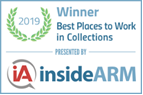 2019
Winner
Best Places to Work
in Collections
PRESENTED BY
iA insideARM